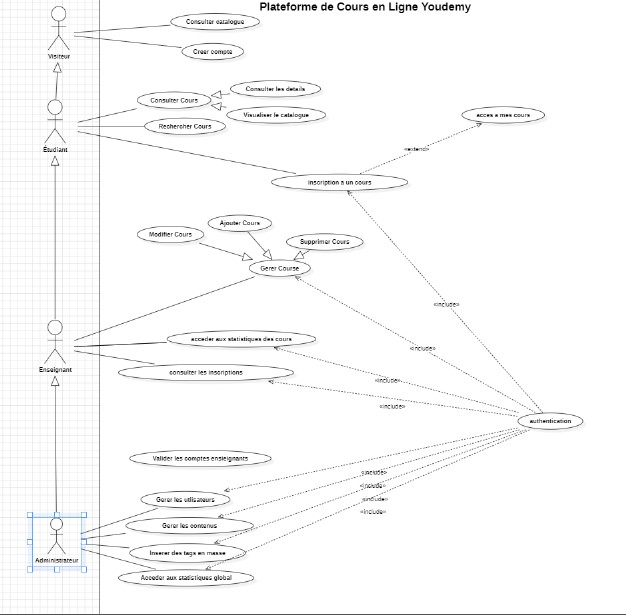 Plateforme de Cours en Ligne Youdemy
Consulter catalogue
Creer compte
Visiteur
Consulter les details
Consulter Cours
Visualiser le catalogue
Rechercher Cours
acces a mes cours
Étudiant
«extend»
inscription a un cours
Ajouter Cours
Modifier Cours
Supprimer Cours
Gerer Course
«include»
acceder aux statistiques des cours
«include»
Enseignant
consulter les inscriptions
«include»
«include»
authentication
Valider les comptes ensieignants
«include»
«include»
Gerer les utlisateurs
«include»
«include»
Gerer les contenus
Inserer des tags en masse
Administrateur
Acceder aux statistiques global